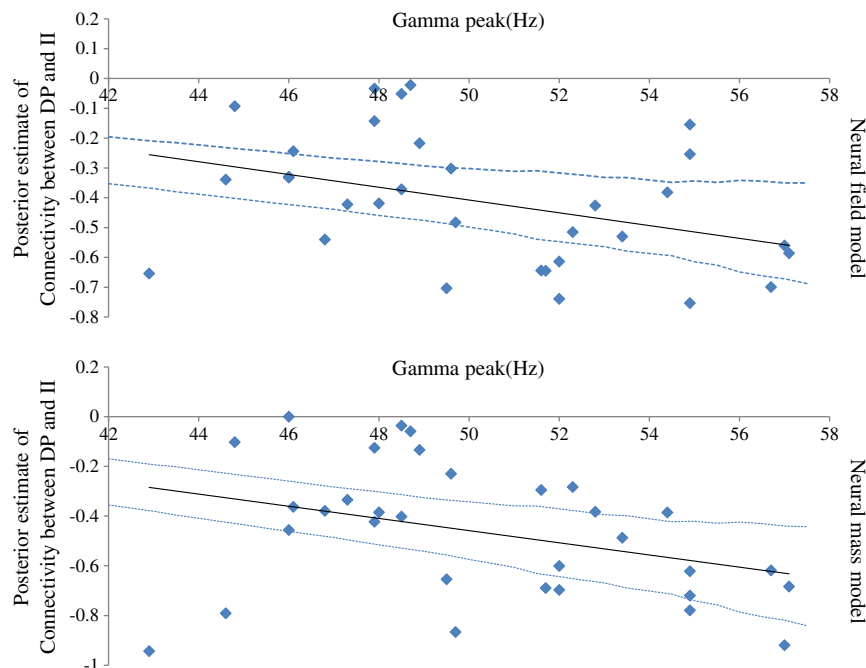 Gamma peak(Hz)
0.2
0.1
0
-0.1
-0.2
-0.3
-0.4
-0.5
-0.6
-0.7
-0.8
42 44 46 48 50 52 54 56 58
Posterior estimate of
Connectivity between DP and II
Neural field model
Gamma peak(Hz)
0.2
0
-0.2
-0.4
-0.6
-0.8
-1
42 44 46 48 50 52 54 56 58
Posterior estimate of
Connectivity between DP and II
Neural mass model